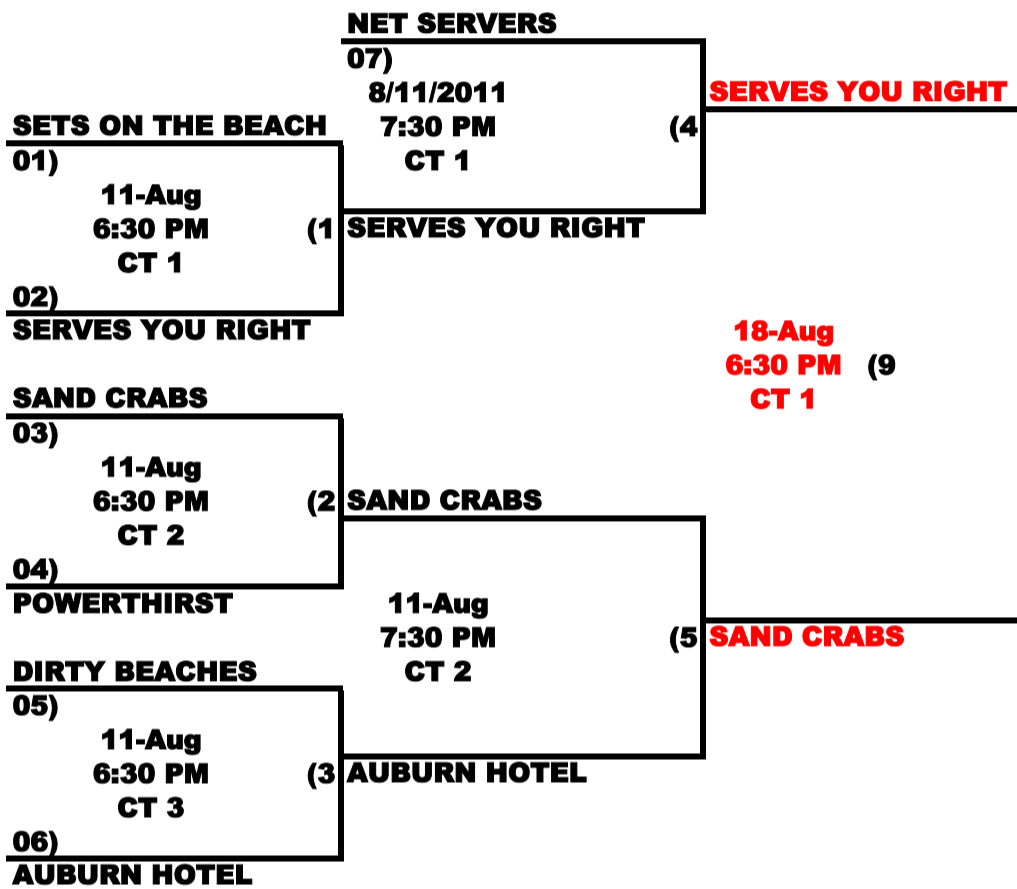 NET SERVERS
07)
8/11/2011
7:30 PM
CT 1
(4
SERVES YOU RIGHT
SETS ON THE BEACH
01)
11-Aug
6:30 PM
CT 1
(1
02)
SERVES YOU RIGHT
SERVES YOU RIGHT
18-Aug
6:30 PM
CT 1
(9
SAND CRABS
03)
11-Aug
6:30 PM
CT 2
(2
04)
POWERTHIRST
SAND CRABS
11-Aug
7:30 PM
CT 2
(5
SAND CRABS
DIRTY BEACHES
05)
11-Aug
6:30 PM
CT 3
(3
06)
AUBURN HOTEL
AUBURN HOTEL